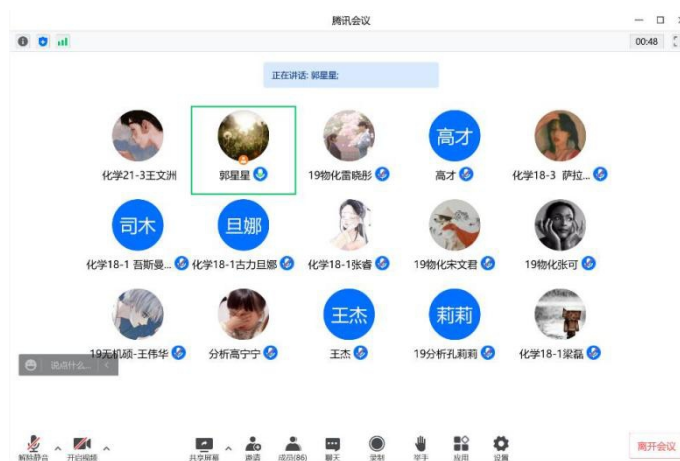 腾讯会议
00:48
正在讲话: 郭星星;
化学21-3王文洲
郭星星
19物化雷晓彤
高才
高才
化学18-3 萨拉...
司木
化学18-1 吾斯曼...
旦娜
化学18-1古力旦娜
化学18-1张睿
19物化宋文君
19物化张可
19无机硕-王伟华
分析高宁宁
王杰
王杰
莉莉
19分析孔莉莉
化学18-1梁磊
说点什么...
解除静音
开启视频
共享屏幕
邀请
成员(86)
聊天
录制
举手
应用
设置
离开会议